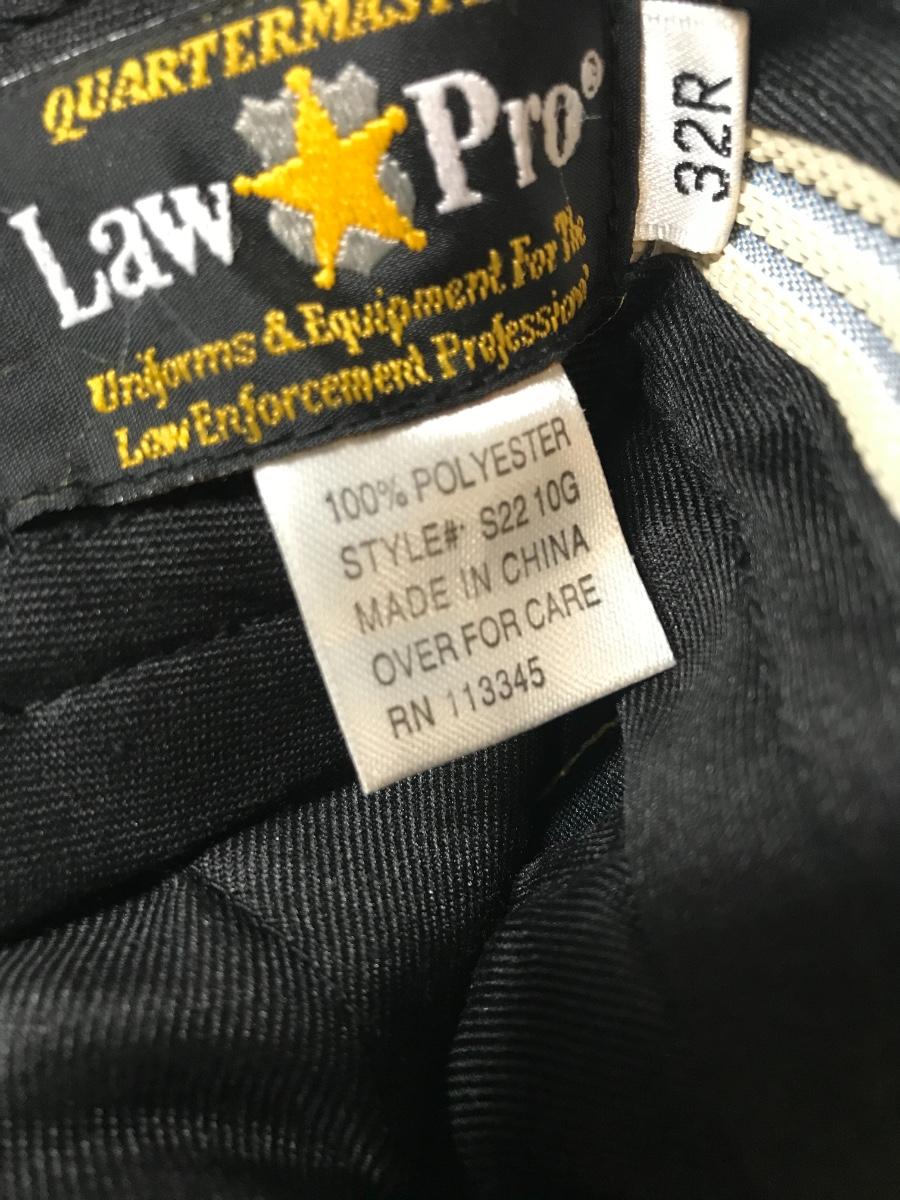 Law Pro®
Uniforms & Equipment For The
Law Enforcement Professional
32R
100% POLYESTER
STYLE#: S22 10G
MADE IN CHINA
OVER FOR CARE
RN 113345